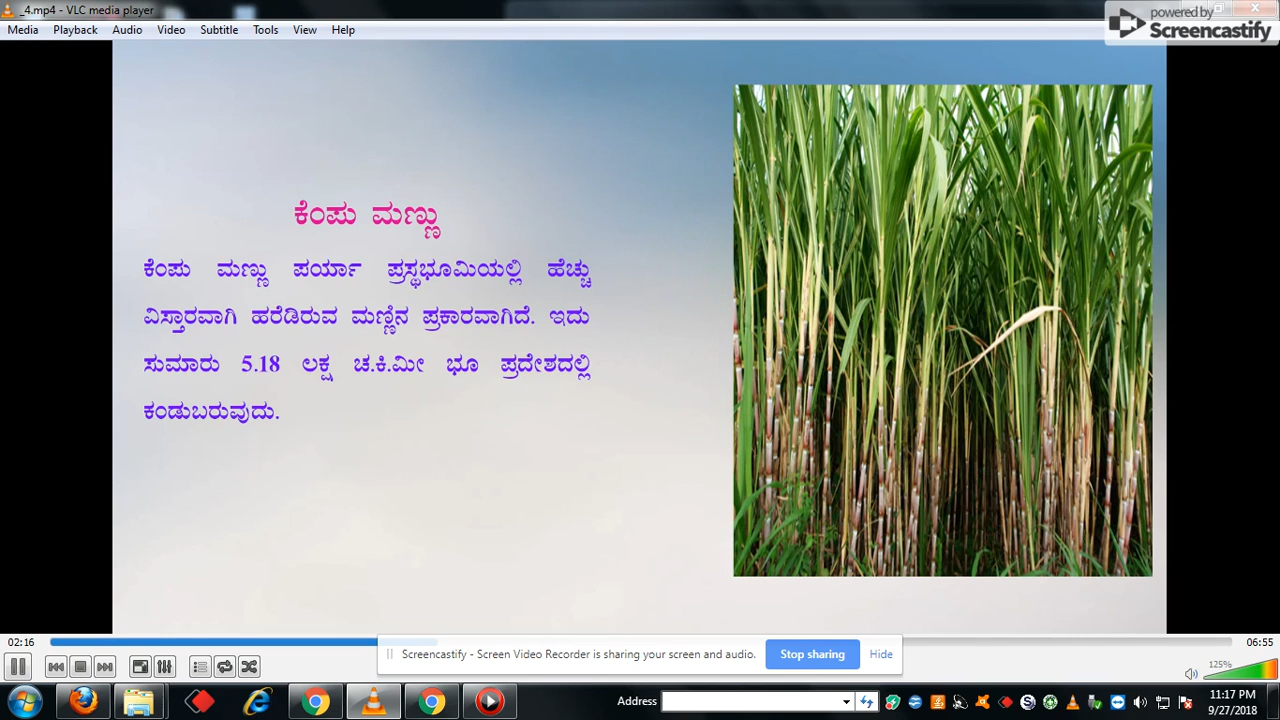 _4.mp4 - VLC media player
powered by
Screencastify
Media Playback Audio Video Subtitle Tools View Help
ಕೆಂಪು ಮಣ್ಣು
ಕೆಂಪು ಮಣ್ಣು ಪರ್ಯಾ ಪ್ರಸ್ಥಭೂಮಿಯಲ್ಲಿ ಹೆಚ್ಚು
ವಿಸ್ತಾರವಾಗಿ ಹರೆಡಿರುವ ಮಣ್ಣಿನ ಪ್ರಕಾರವಾಗಿದೆ. ಇದು
ಸುಮಾರು 5.18 ಲಕ್ಷ ಚ.ಕಿ.ಮೀ ಭೂ ಪ್ರದೇಶದಲ್ಲಿ
ಕಂಡುಬರುವುದು.
02:16 06:55
Screencastify - Screen Video Recorder is sharing your screen and audio. Stop sharing Hide
125%
Address
11:17 PM
9/27/2018